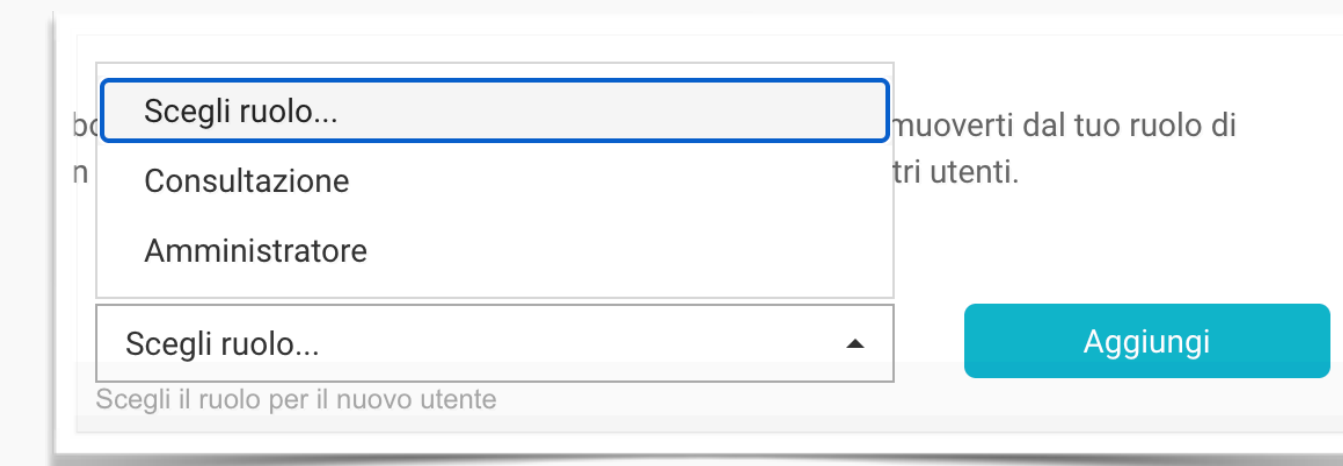 Scegli ruolo...
muoverti dal tuo ruolo di
Consultazione
tri utenti.
Amministratore
Scegli ruolo...
Aggiungi
Scegli il ruolo per il nuovo utente